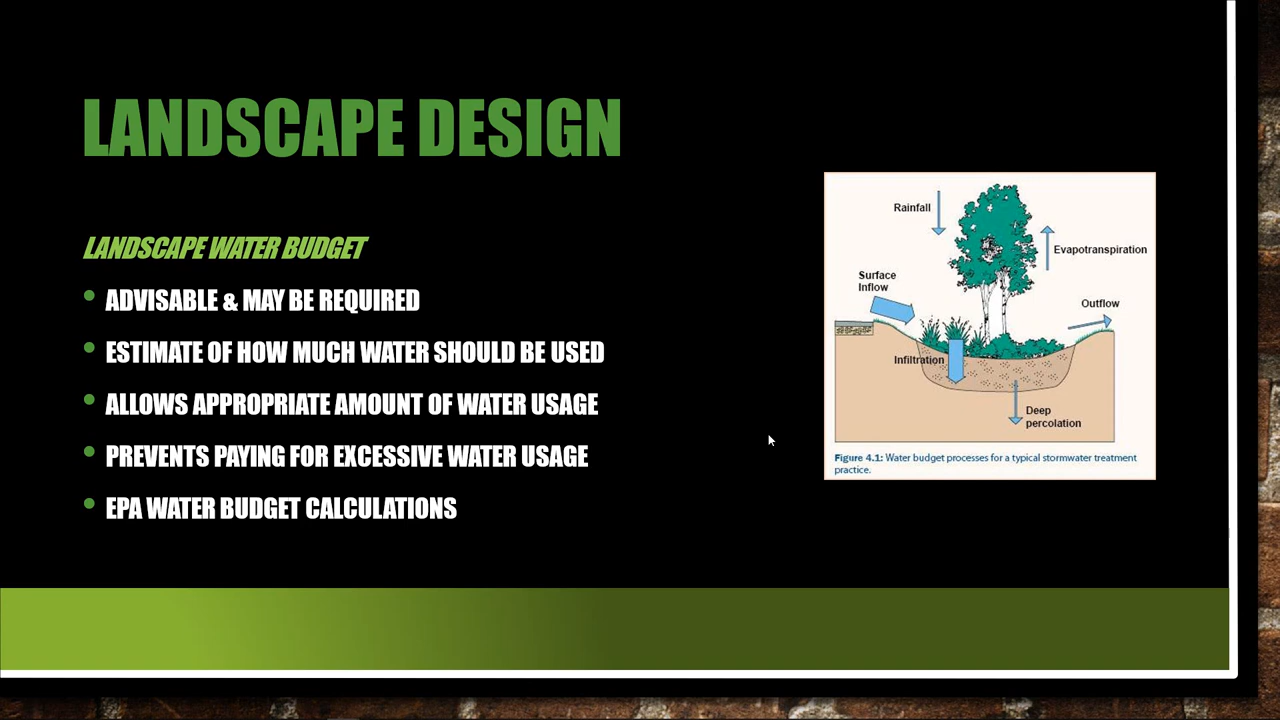 LANDSCAPE DESIGN
LANDSCAPE WATER BUDGET
ADVISABLE & MAY BE REQUIRED
ESTIMATE OF HOW MUCH WATER SHOULD BE USED
ALLOWS APPROPRIATE AMOUNT OF WATER USAGE
PREVENTS PAYING FOR EXCESSIVE WATER USAGE
EPA WATER BUDGET CALCULATIONS
Rainfall
Evapotranspiration
Surface
Inflow
Outflow
Infiltration
Deep
percolation
Figure 4.1: Water budget processes for a typical stormwater treatment
practice.